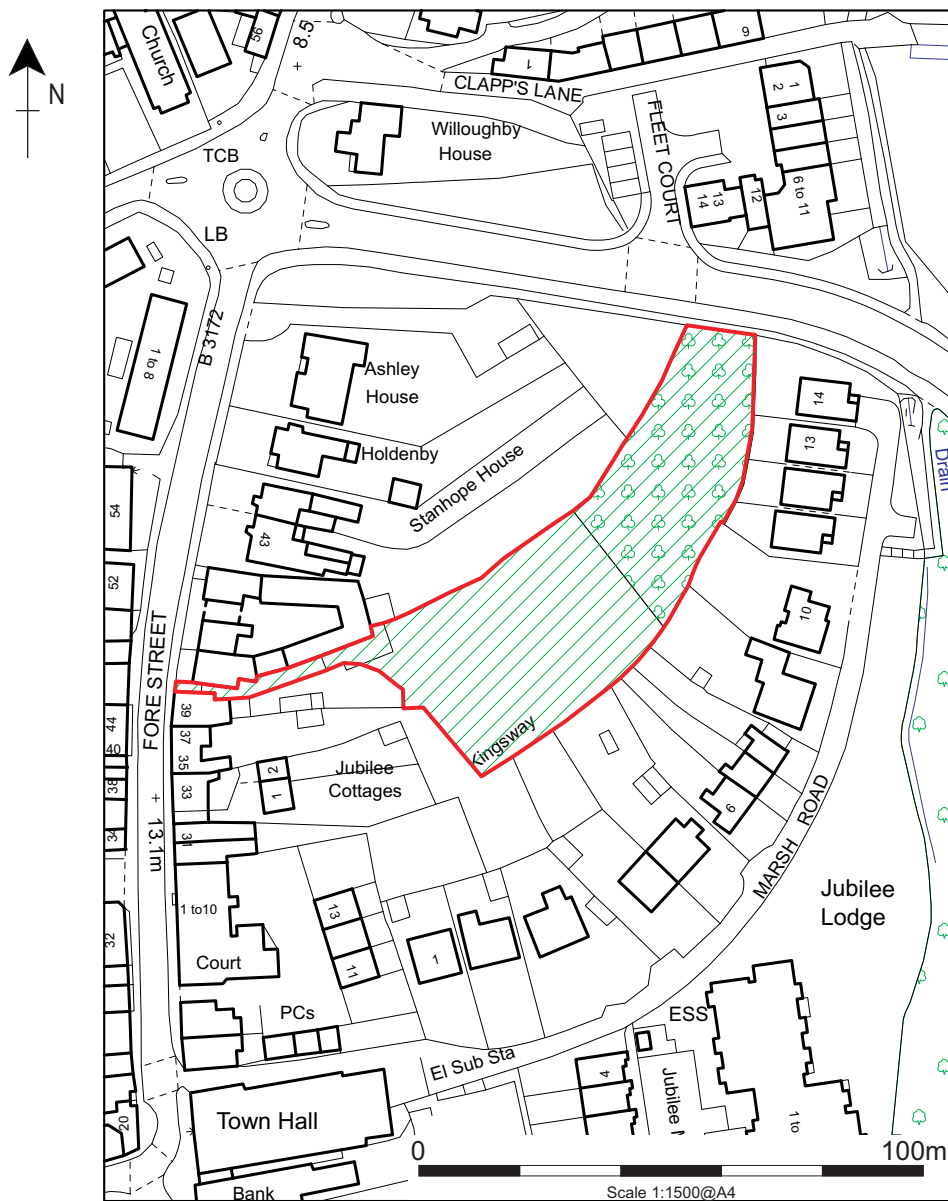 N
Church
56
8.5
+
1
CLAPP'S LANE
6
TCB
Willoughby
House
FLEET COURT
1
2
3
6 to 11
12
13
14
LB
B 3172
1 to 8
Ashley
House
Holdenby
Stanhope House
43
14
13
Drain
54
52
10
FORE STREET
39
37
35
33
31
44
40
38
34
+ 13.1m
2
1
Jubilee
Cottages
Kingsway
6
MARSH ROAD
Jubilee
Lodge
1 to10
Court
13
11
1
32
PCs
ESS
El Sub Sta
4
Jubilee
1 to
Town Hall
20
Bank
0
100m
Scale 1:1500@A4